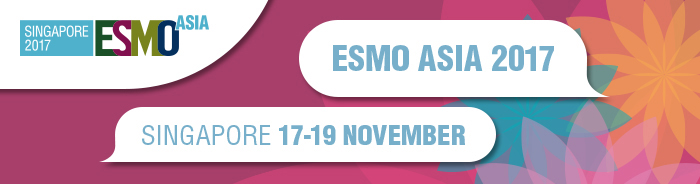 SINGAPORE
2017
ESMO ASIA
ESMO ASIA 2017
SINGAPORE 17-19 NOVEMBER